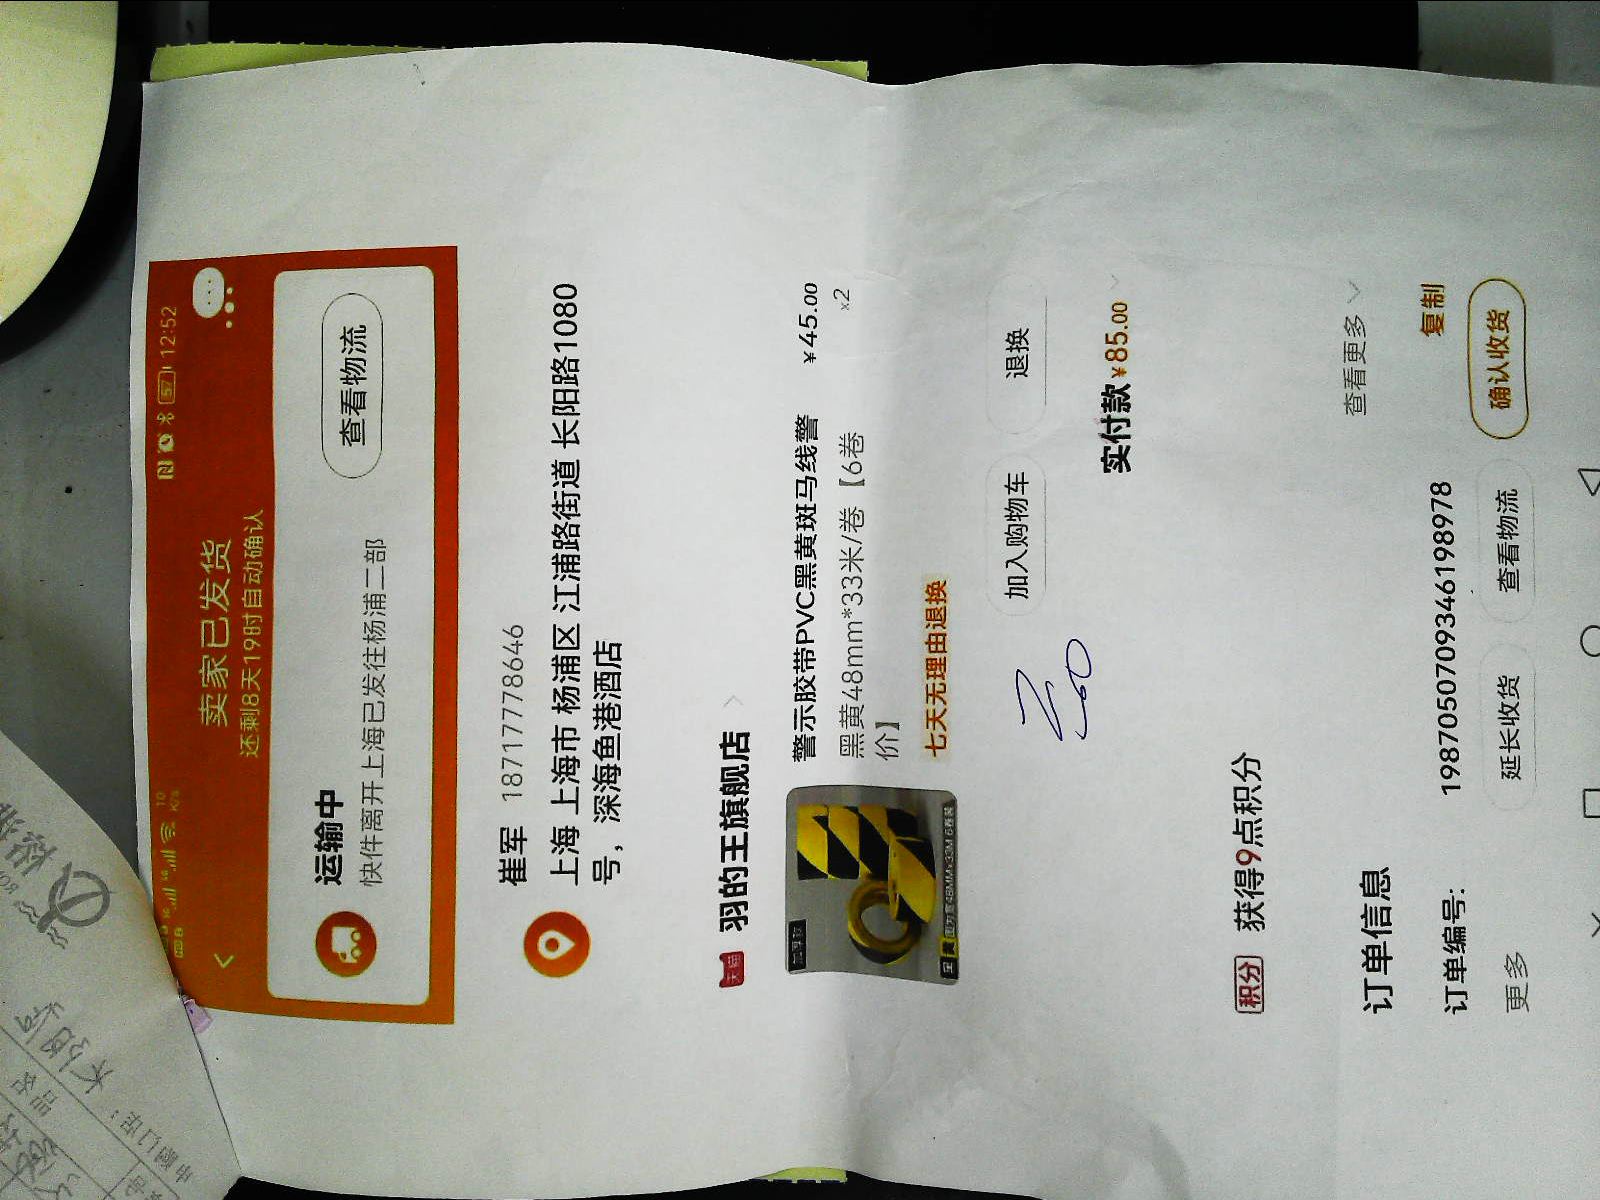 12:52
卖家已发货
还剩8天19时自动确认
运输中
快件离开上海已发往杨浦二部
查看物流
崔军 18717778646
上海 上海市 杨浦区 江浦路街道 长阳路1080
号，深海鱼港酒店
天猫 羽的王旗舰店
警示胶带PVC黑黄斑马线警 ¥45.00
黑黄48mm*33米/卷【6卷 x2
价】
七天无理由退换
加入购物车 退换
实付款 ¥85.00
积分 获得9点积分
订单信息
查看更多
订单编号： 1987050709346198978 复制
更多 延长收货 查看物流 确认收货